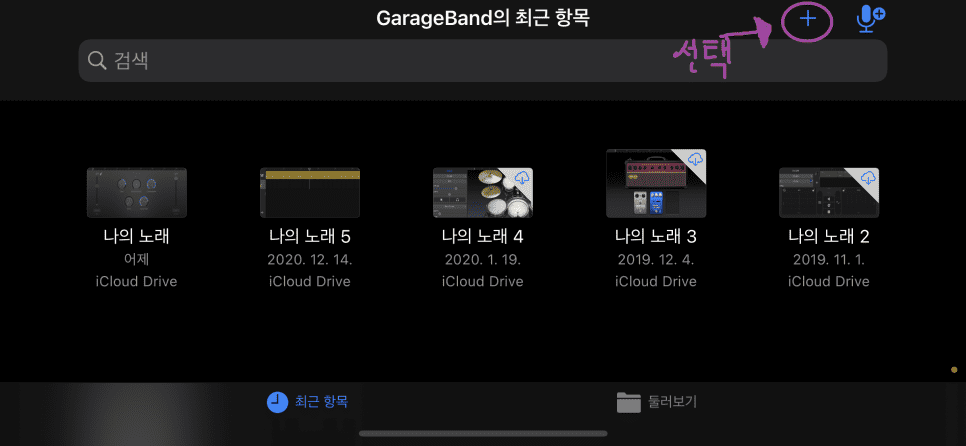 GarageBand의 최근 항목
선택
검색
나의 노래
어제
iCloud Drive
나의 노래 5
2020. 12. 14.
iCloud Drive
나의 노래 4
2020. 1. 19.
iCloud Drive
나의 노래 3
2019. 12. 4.
iCloud Drive
나의 노래 2
2019. 11. 1.
iCloud Drive
최근 항목
둘러보기